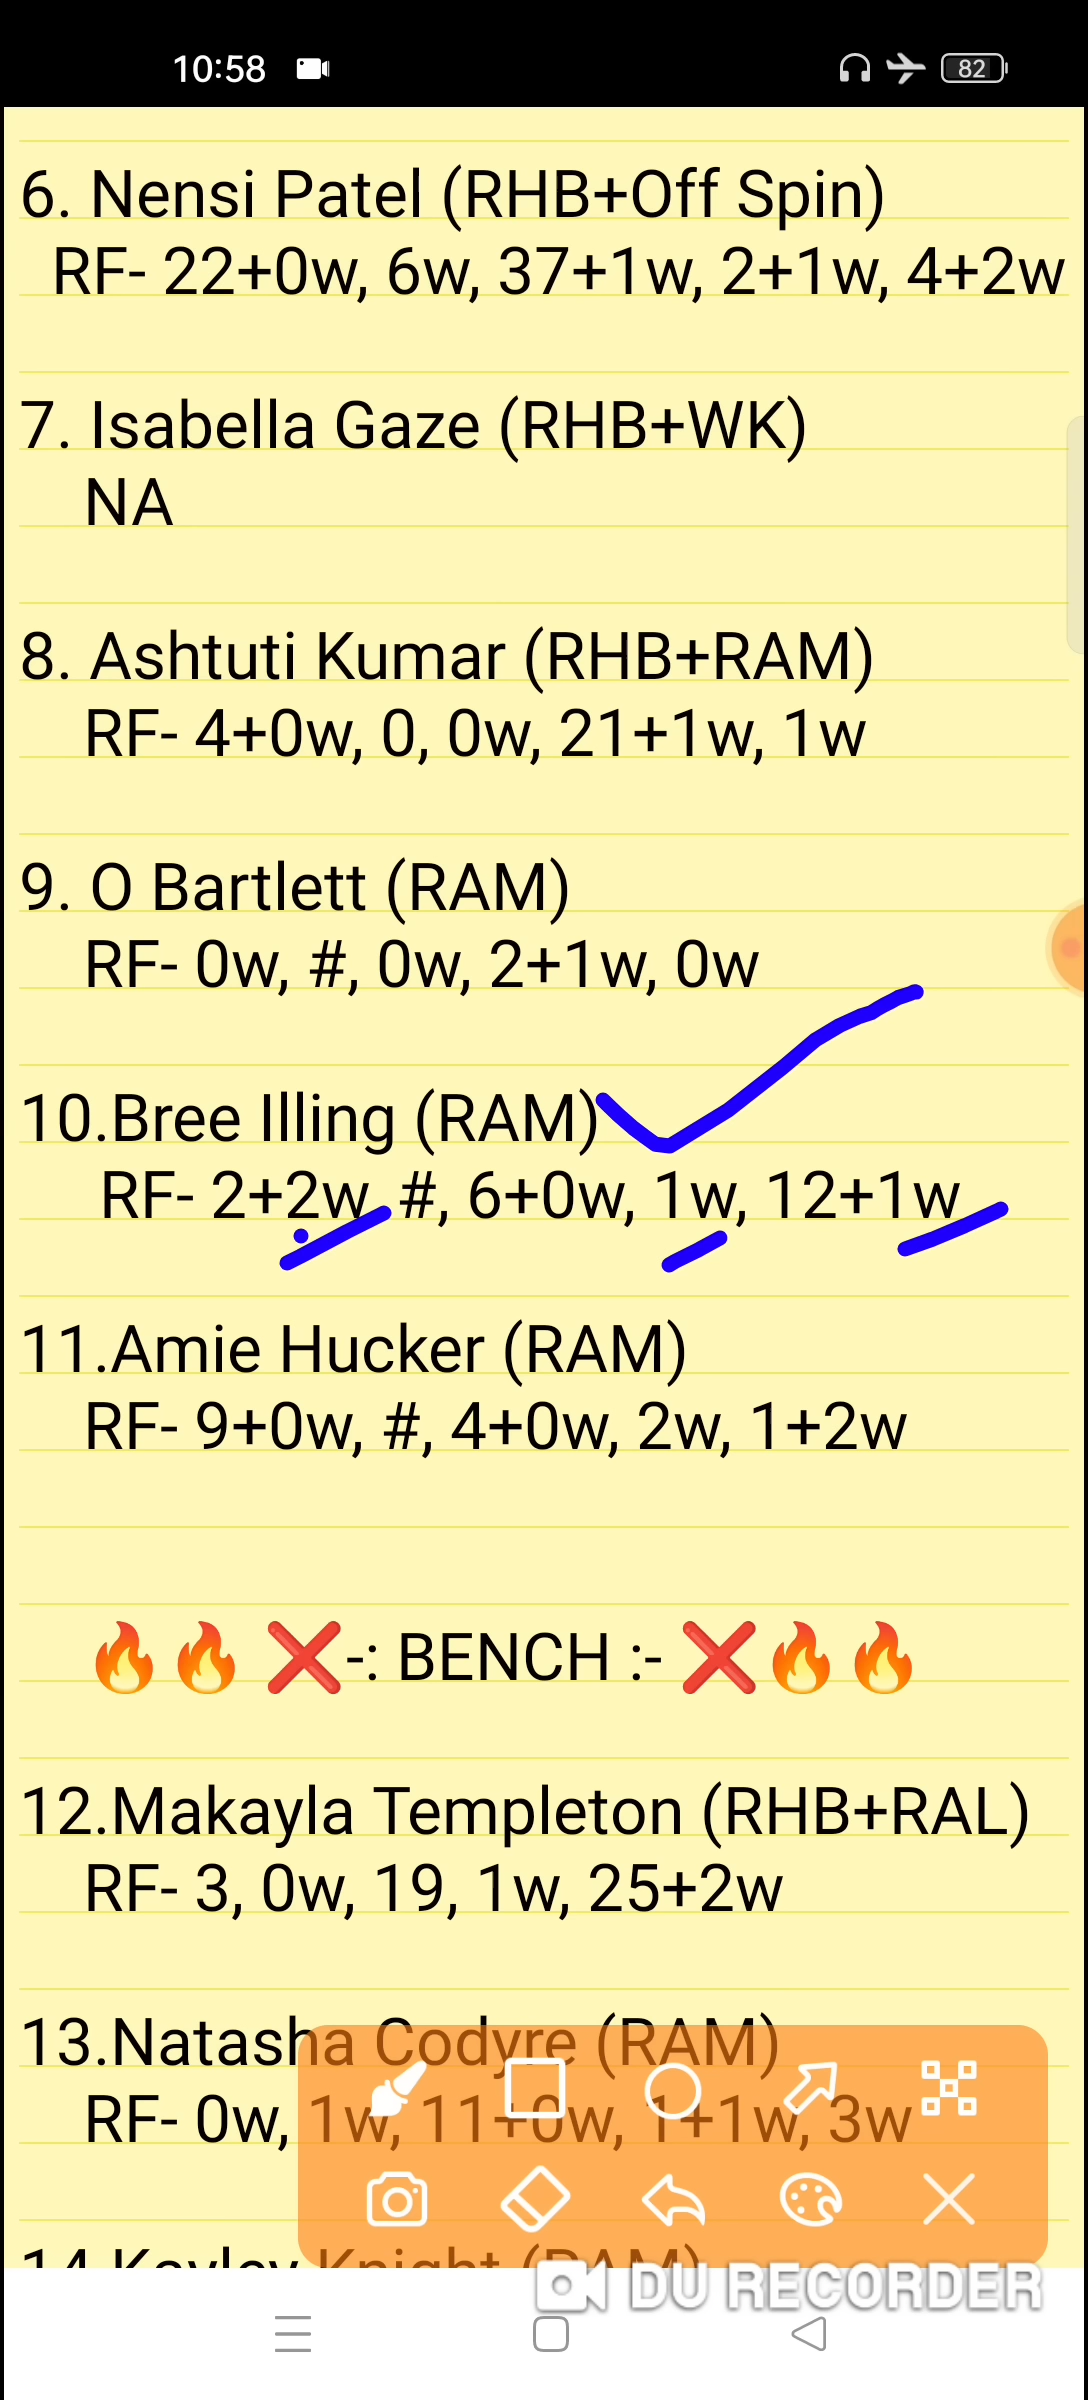 10:58
82
6. Nensi Patel (RHB+Off Spin)
RF- 22+0w, 6w, 37+1w, 2+1w, 4+2w
7. Isabella Gaze (RHB+WK)
NA
8. Ashtuti Kumar (RHB+RAM)
RF- 4+0w, 0, 0w, 21+1w, 1w
9. O Bartlett (RAM)
RF- 0w, #, 0w, 2+1w, 0w
10.Bree Illing (RAM)
RF- 2+2w, #, 6+0w, 1w, 12+1w
11.Amie Hucker (RAM)
RF- 9+0w, #, 4+0w, 2w, 1+2w
🔥🔥 ❌-: BENCH :- ❌🔥🔥
12.Makayla Templeton (RHB+RAL)
RF- 3, 0w, 19, 1w, 25+2w
13.Natasha Codyre (RAM)
RF- 0w, 1w, 11+0w, 1+1w, 3w
14.Kayley Knight (RAM)
DU RECORDER